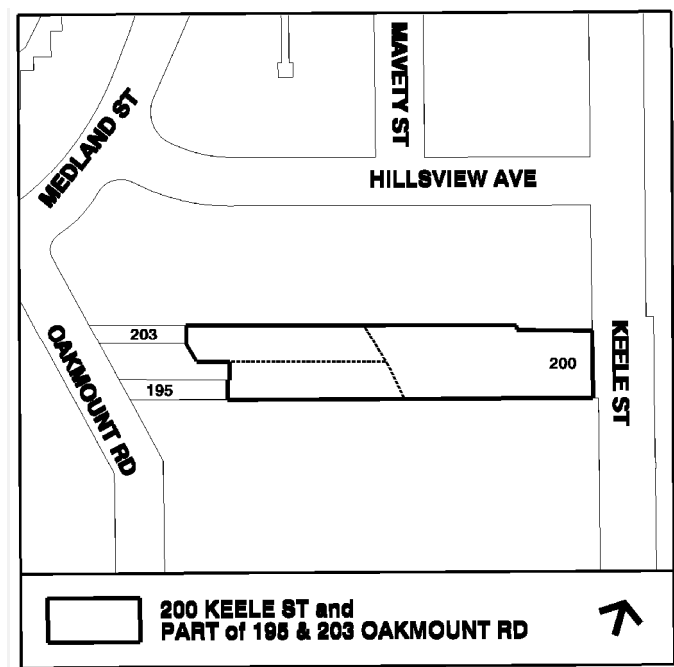 MAVETY ST
MEDLAND ST
HILLSVIEW AVE
203
OAKMOUNT RD
KEELE ST
200
195
200 KEELE ST and
PART of 195 & 203 OAKMOUNT RD